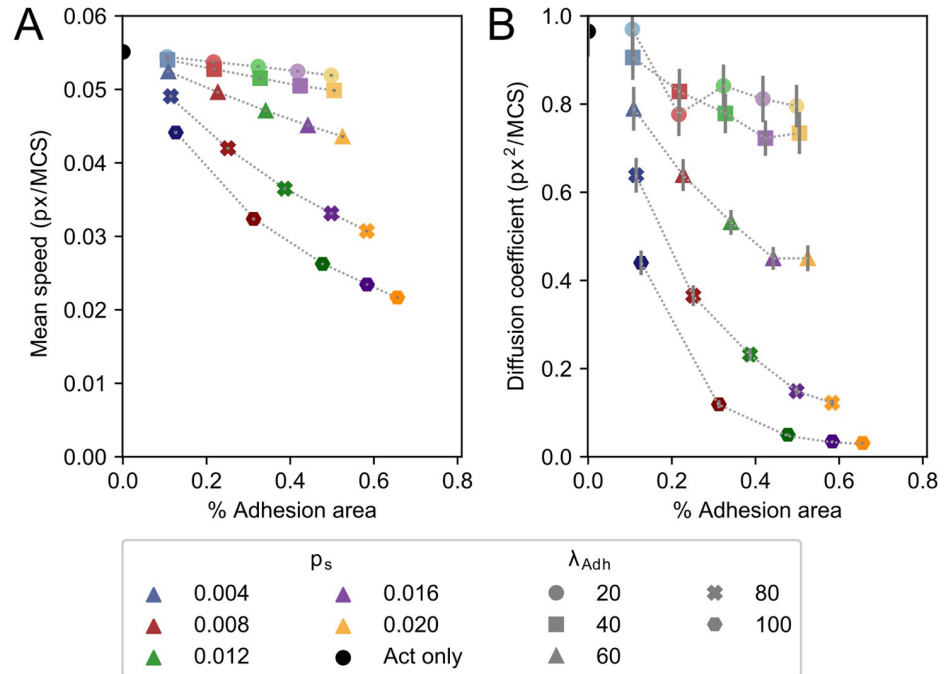 A
B
Mean speed (px/MCS)
0.06
0.05
0.04
0.03
0.02
0.01
0.00
0.0 0.2 0.4 0.6 0.8
% Adhesion area
Diffusion coefficient (px²/MCS)
1.0
0.8
0.6
0.4
0.2
0.0
0.0 0.2 0.4 0.6 0.8
% Adhesion area
pₛ λAdh
0.004 0.016 20 80
0.008 0.020 40 100
0.012 Act only 60